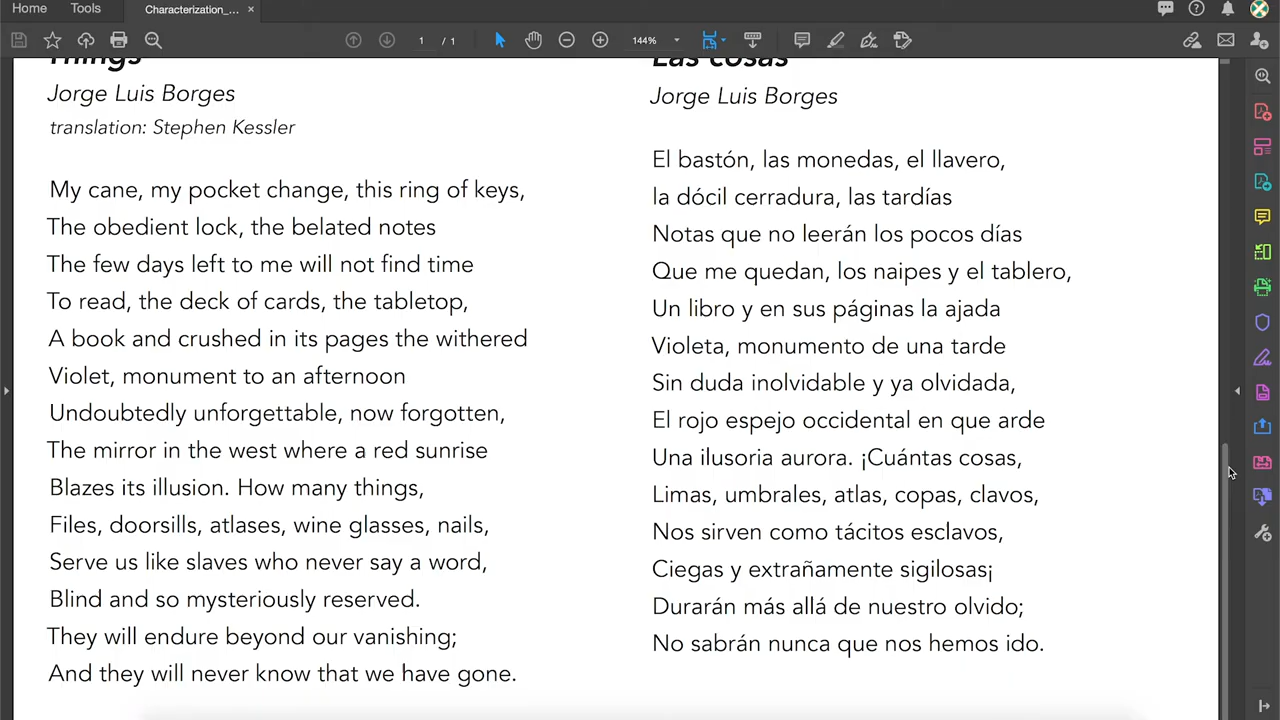 Home
Tools
Characterization_...
1 / 1
144%
Things
Jorge Luis Borges
translation: Stephen Kessler
My cane, my pocket change, this ring of keys,
The obedient lock, the belated notes
The few days left to me will not find time
To read, the deck of cards, the tabletop,
A book and crushed in its pages the withered
Violet, monument to an afternoon
Undoubtedly unforgettable, now forgotten,
The mirror in the west where a red sunrise
Blazes its illusion. How many things,
Files, doorsills, atlases, wine glasses, nails,
Serve us like slaves who never say a word,
Blind and so mysteriously reserved.
They will endure beyond our vanishing;
And they will never know that we have gone.
Las cosas
Jorge Luis Borges
El bastón, las monedas, el llavero,
la dócil cerradura, las tardías
Notas que no leerán los pocos días
Que me quedan, los naipes y el tablero,
Un libro y en sus páginas la ajada
Violeta, monumento de una tarde
Sin duda inolvidable y ya olvidada,
El rojo espejo occidental en que arde
Una ilusoria aurora. ¡Cuántas cosas,
Limas, umbrales, atlas, copas, clavos,
Nos sirven como tácitos esclavos,
Ciegas y extrañamente sigilosas¡
Durarán más allá de nuestro olvido;
No sabrán nunca que nos hemos ido.